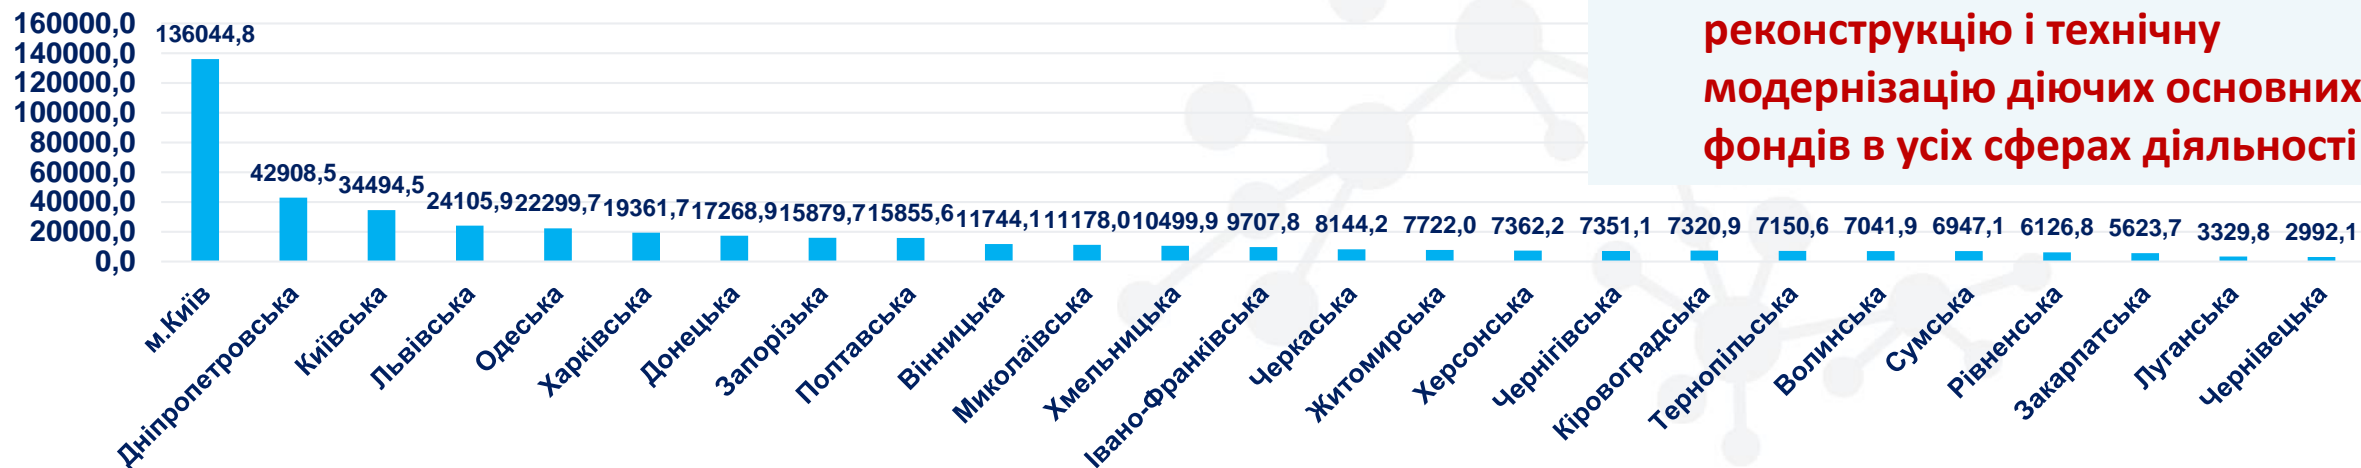 реконструкцію і технічну
модернізацію діючих основних
фондів в усіх сферах діяльності
160000,0
140000,0
120000,0
100000,0
80000,0
60000,0
40000,0
20000,0
0,0
136044,8
42908,5
34494,5
24105,9
22299,7
19361,7
17268,9
15879,7
15855,6
11744,1
11178,0
10499,9
9707,8
8144,2
7722,0
7362,2
7351,1
7320,9
7150,6
7041,9
6947,1
6126,8
5623,7
3329,8
2992,1
м.Київ
Дніпропетровська
Київська
Львівська
Одеська
Харківська
Донецька
Запорізька
Полтавська
Вінницька
Миколаївська
Хмельницька
Івано-Франківська
Черкаська
Житомирська
Херсонська
Чернігівська
Кіровоградська
Тернопільська
Волинська
Сумська
Рівненська
Закарпатська
Луганська
Чернівецька